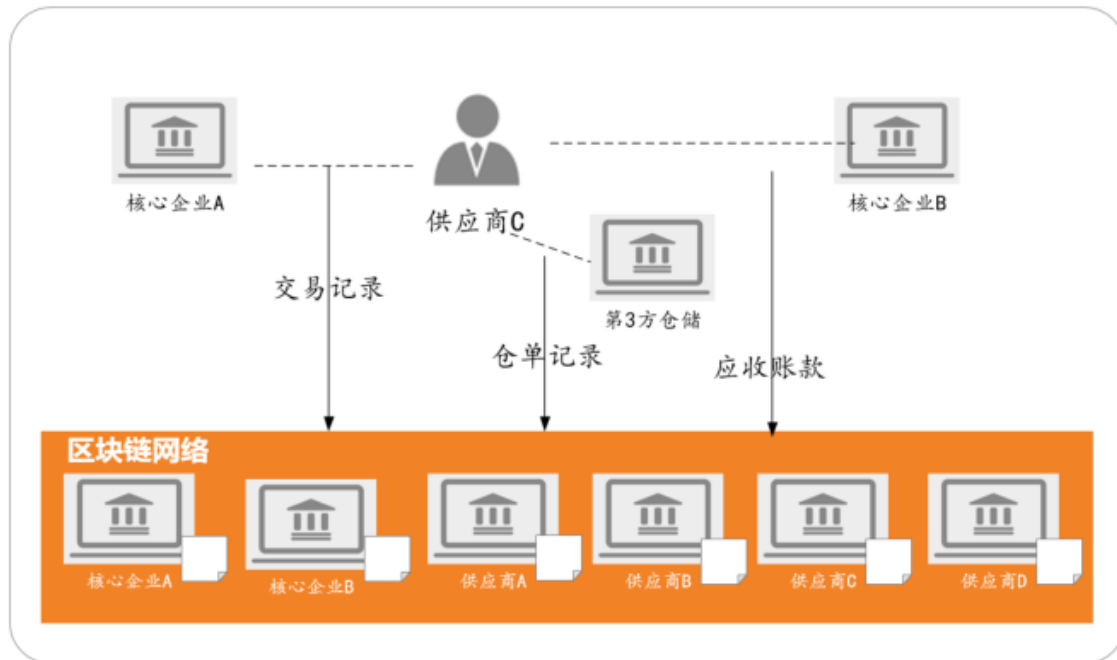 核心企业A
供应商C
核心企业B
第3方仓储
交易记录
仓单记录
应收账款
区块链网络
核心企业A
核心企业B
供应商A
供应商B
供应商C
供应商D